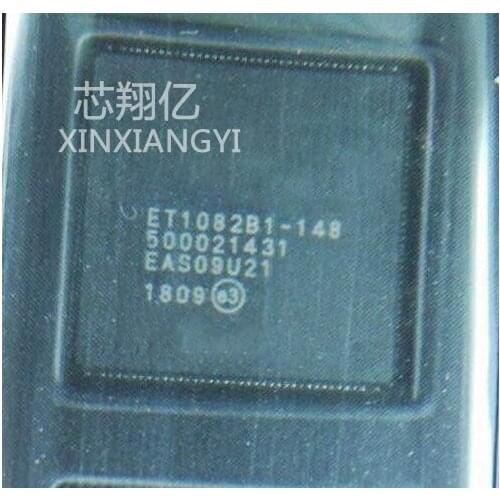 芯翔亿
XINXIANGYI
ET1082B1-148
500021431
EAS09U21
1809 e3